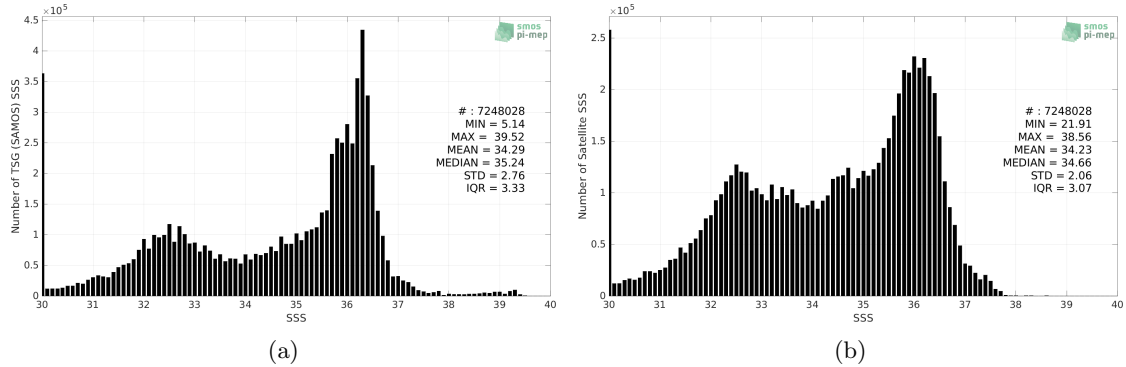 ×10⁵
4.5
4
3.5
3
2.5
2
1.5
1
0.5
0
30 31 32 33 34 35 36 37 38 39 40
Number of TSG (SAMOS) SSS
SSS
smos
pi-mep
# : 7248028
MIN = 5.14
MAX = 39.52
MEAN = 34.29
MEDIAN = 35.24
STD = 2.76
IQR = 3.33
(a)
×10⁵
2.5
2
1.5
1
0.5
0
30 31 32 33 34 35 36 37 38 39 40
Number of Satellite SSS
SSS
smos
pi-mep
# : 7248028
MIN = 21.91
MAX = 38.56
MEAN = 34.23
MEDIAN = 34.66
STD = 2.06
IQR = 3.07
(b)